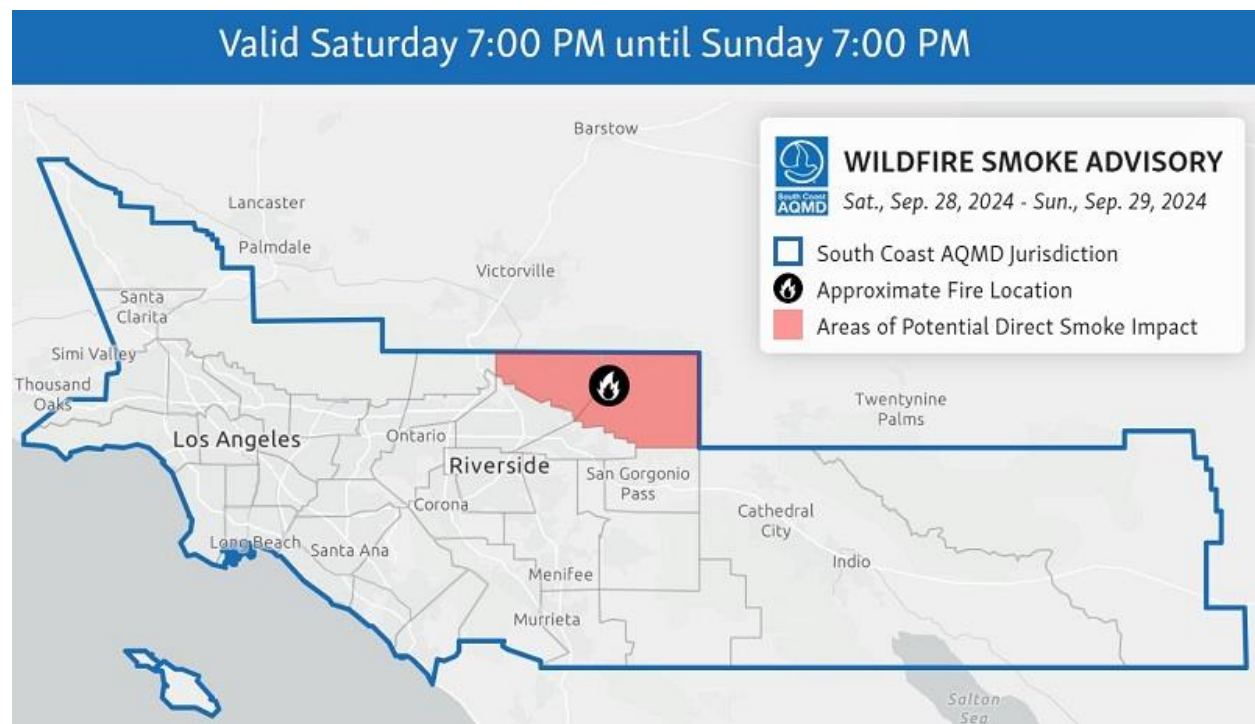 Valid Saturday 7:00 PM until Sunday 7:00 PM
Barstow
WILDFIRE SMOKE ADVISORY
South Coast
AQMD
Sat., Sep. 28, 2024 - Sun., Sep. 29, 2024
South Coast AQMD Jurisdiction
Approximate Fire Location
Areas of Potential Direct Smoke Impact
Lancaster
Palmdale
Victorville
Santa
Clarita
Simi Valley
Thousand
Oaks
Twentynine
Palms
Los Angeles
Ontario
Riverside
San Gorgonio
Pass
Corona
Cathedral
City
Long Beach
Santa Ana
Indio
Menifee
Murrieta
Salton
Sea